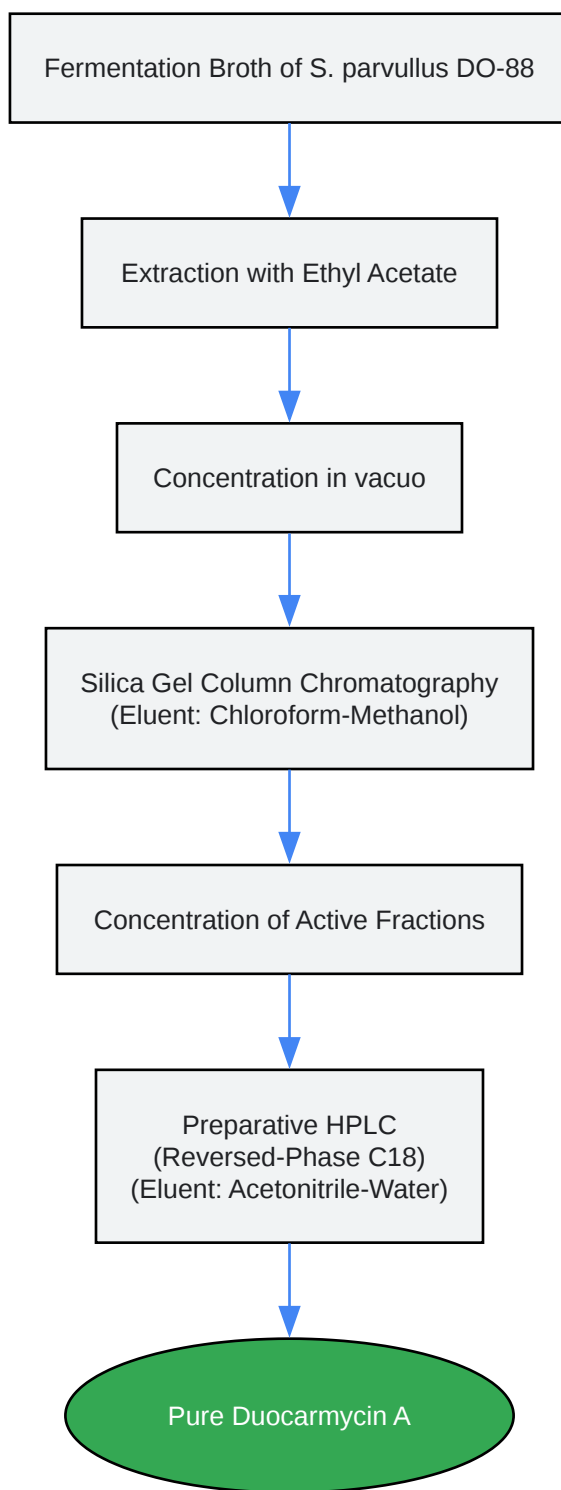 Fermentation Broth of S. parvullus DO-88
Extraction with Ethyl Acetate
Concentration in vacuo
Silica Gel Column Chromatography
(Eluent: Chloroform-Methanol)
Concentration of Active Fractions
Preparative HPLC
(Reversed-Phase C18)
(Eluent: Acetonitrile-Water)
Pure Duocarmycin A